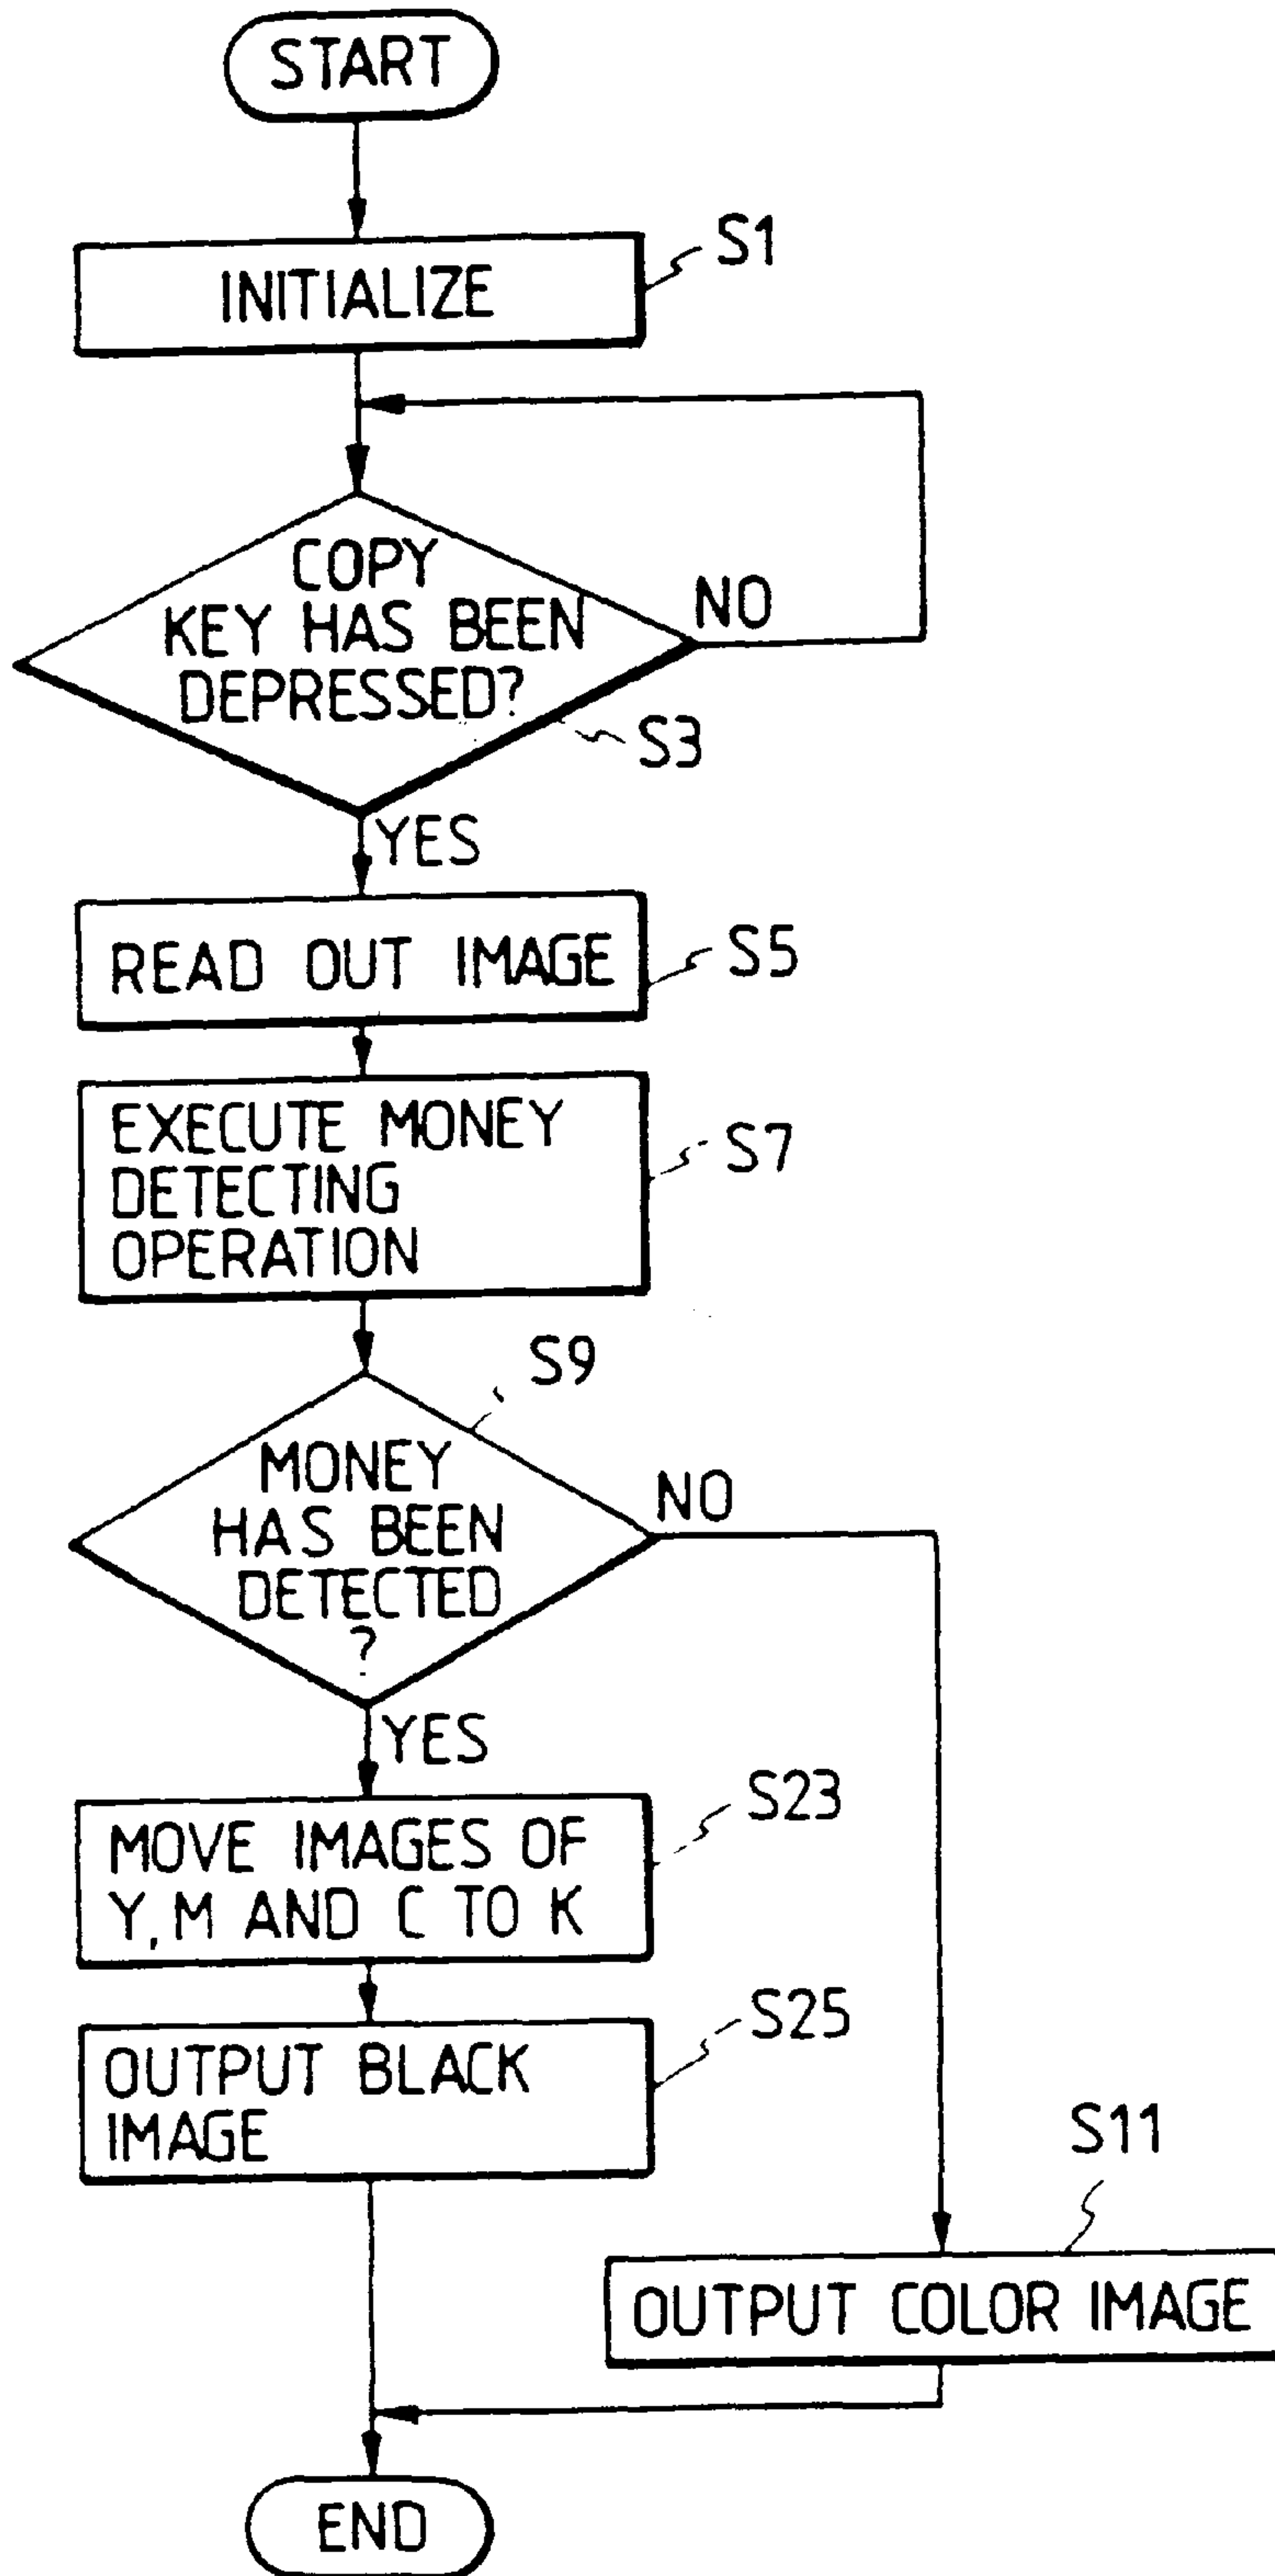 START
INITIALIZE
S1
COPY
KEY HAS BEEN
DEPRESSED?
NO
S3
YES
READ OUT IMAGE
S5
EXECUTE MONEY
DETECTING
OPERATION
S7
S9
MONEY
HAS BEEN
DETECTED
?
NO
YES
MOVE IMAGES OF
Y, M AND C TO K
S23
OUTPUT BLACK
IMAGE
S25
S11
OUTPUT COLOR IMAGE
END